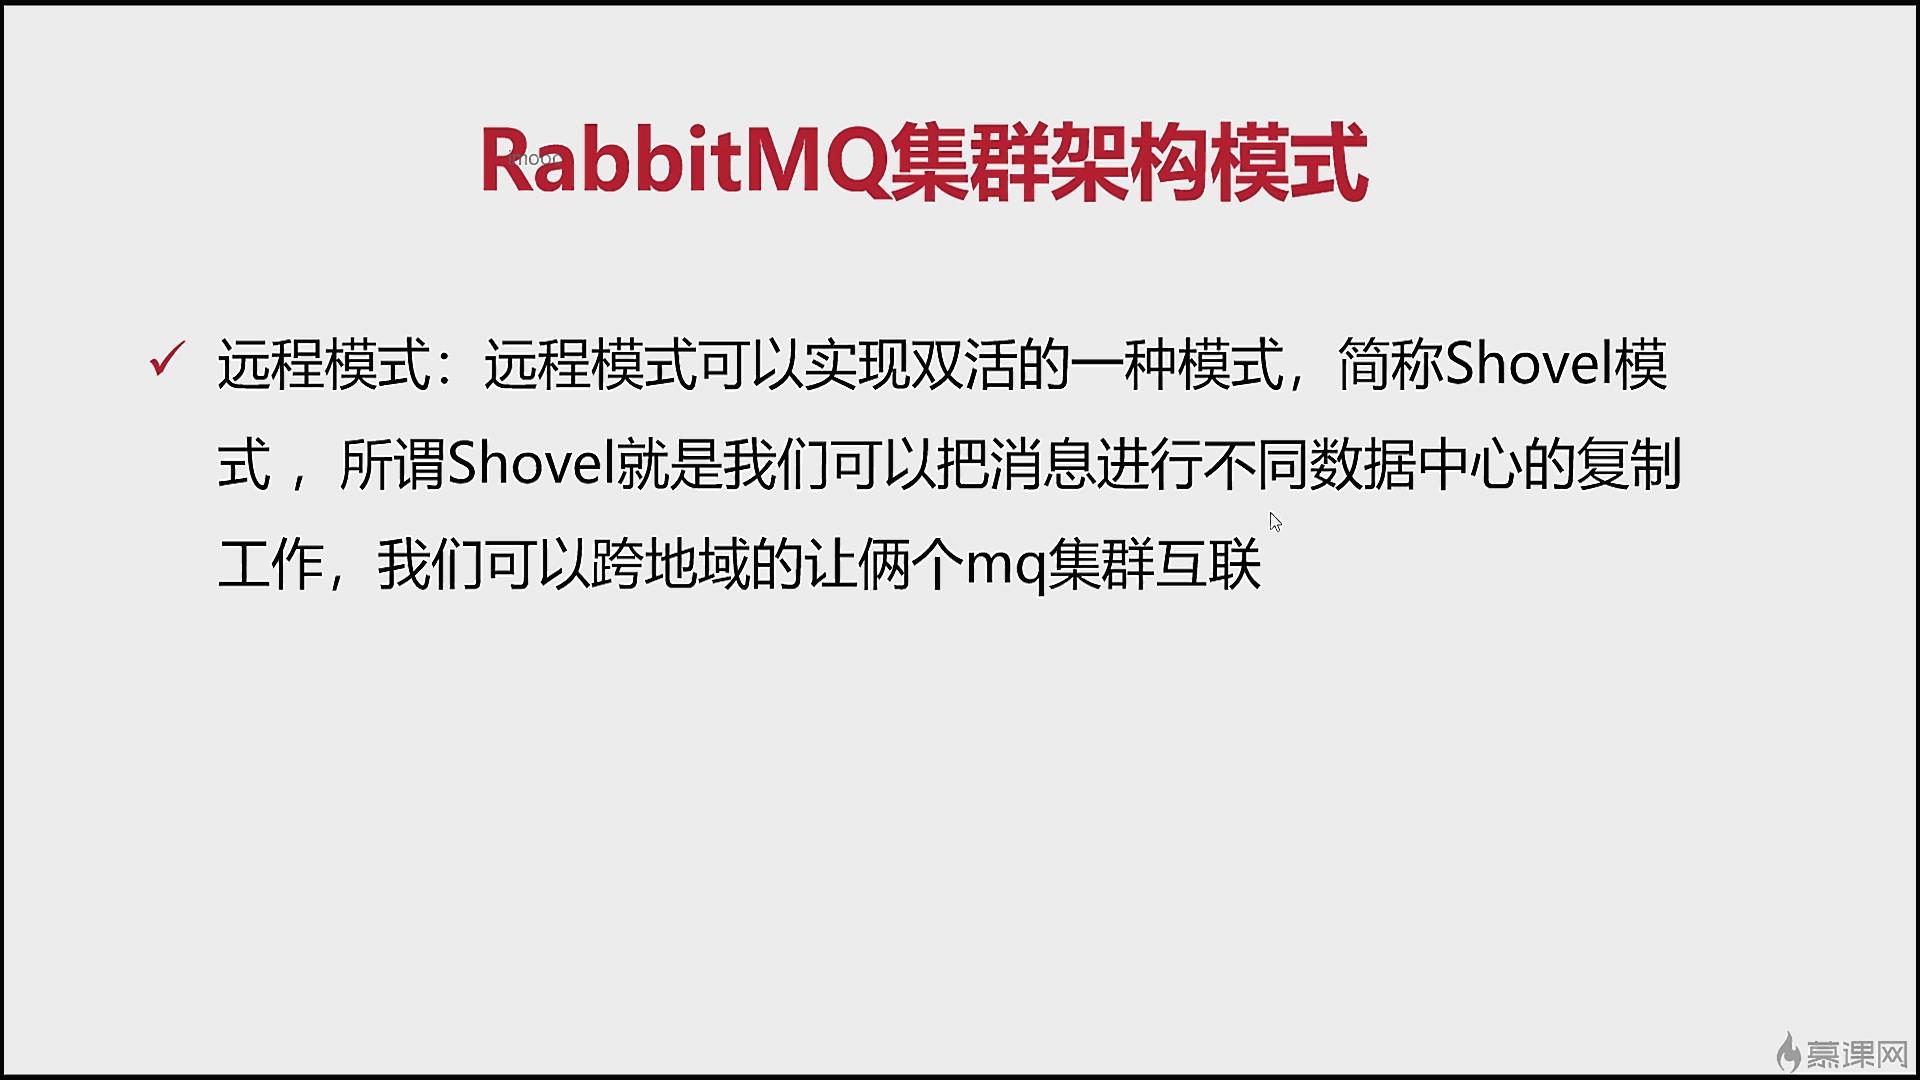 RabbitMQ集群架构模式
imooc
✓ 远程模式：远程模式可以实现双活的一种模式，简称Shovel模
式 ，所谓Shovel就是我们可以把消息进行不同数据中心的复制
工作，我们可以跨地域的让俩个mq集群互联
慕课网